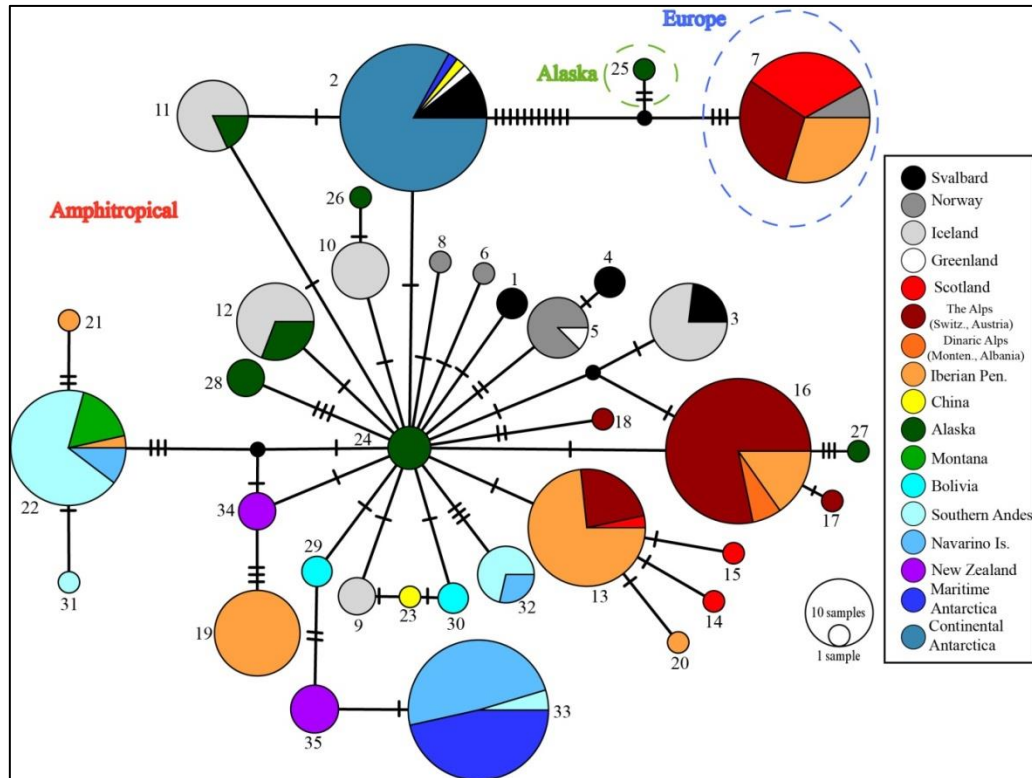 Europe
Alaska
25
7
2
11
Amphitropical
26
10
8
6
4
1
12
5
3
21
28
16
24
18
27
17
22
34
29
13
15
32
31
9
23
30
14
19
20
33
35
10 samples
1 sample
Svalbard
Norway
Iceland
Greenland
Scotland
The Alps
(Switz., Austria)
Dinaric Alps
(Monten., Albania)
Iberian Pen.
China
Alaska
Montana
Bolivia
Southern Andes
Navarino Is.
New Zealand
Maritime
Antarctica
Continental
Antarctica